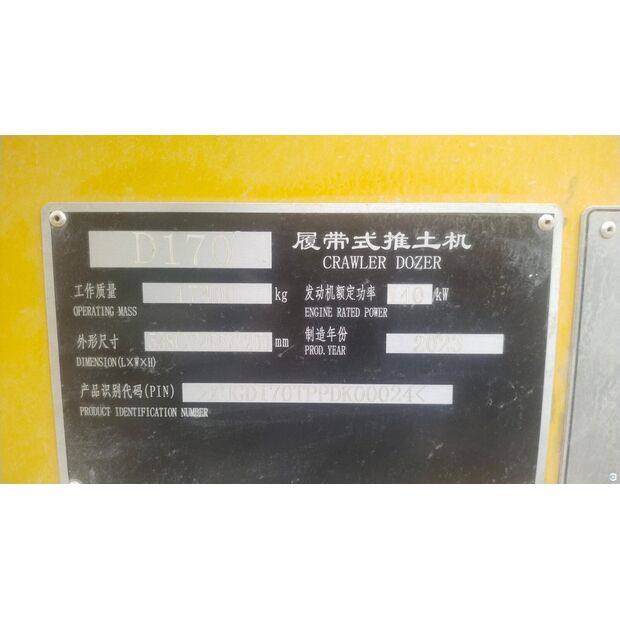 D170
履带式推土机
CRAWLER DOZER
工作质量 kg
OPERATING MASS
发动机额定功率 kW
ENGINE RATED POWER
外形尺寸 mm
DIMENSION(L×W×H)
制造年份 2023
PROD. YEAR
产品识别代码(PIN)
PRODUCT IDENTIFICATION NUMBER